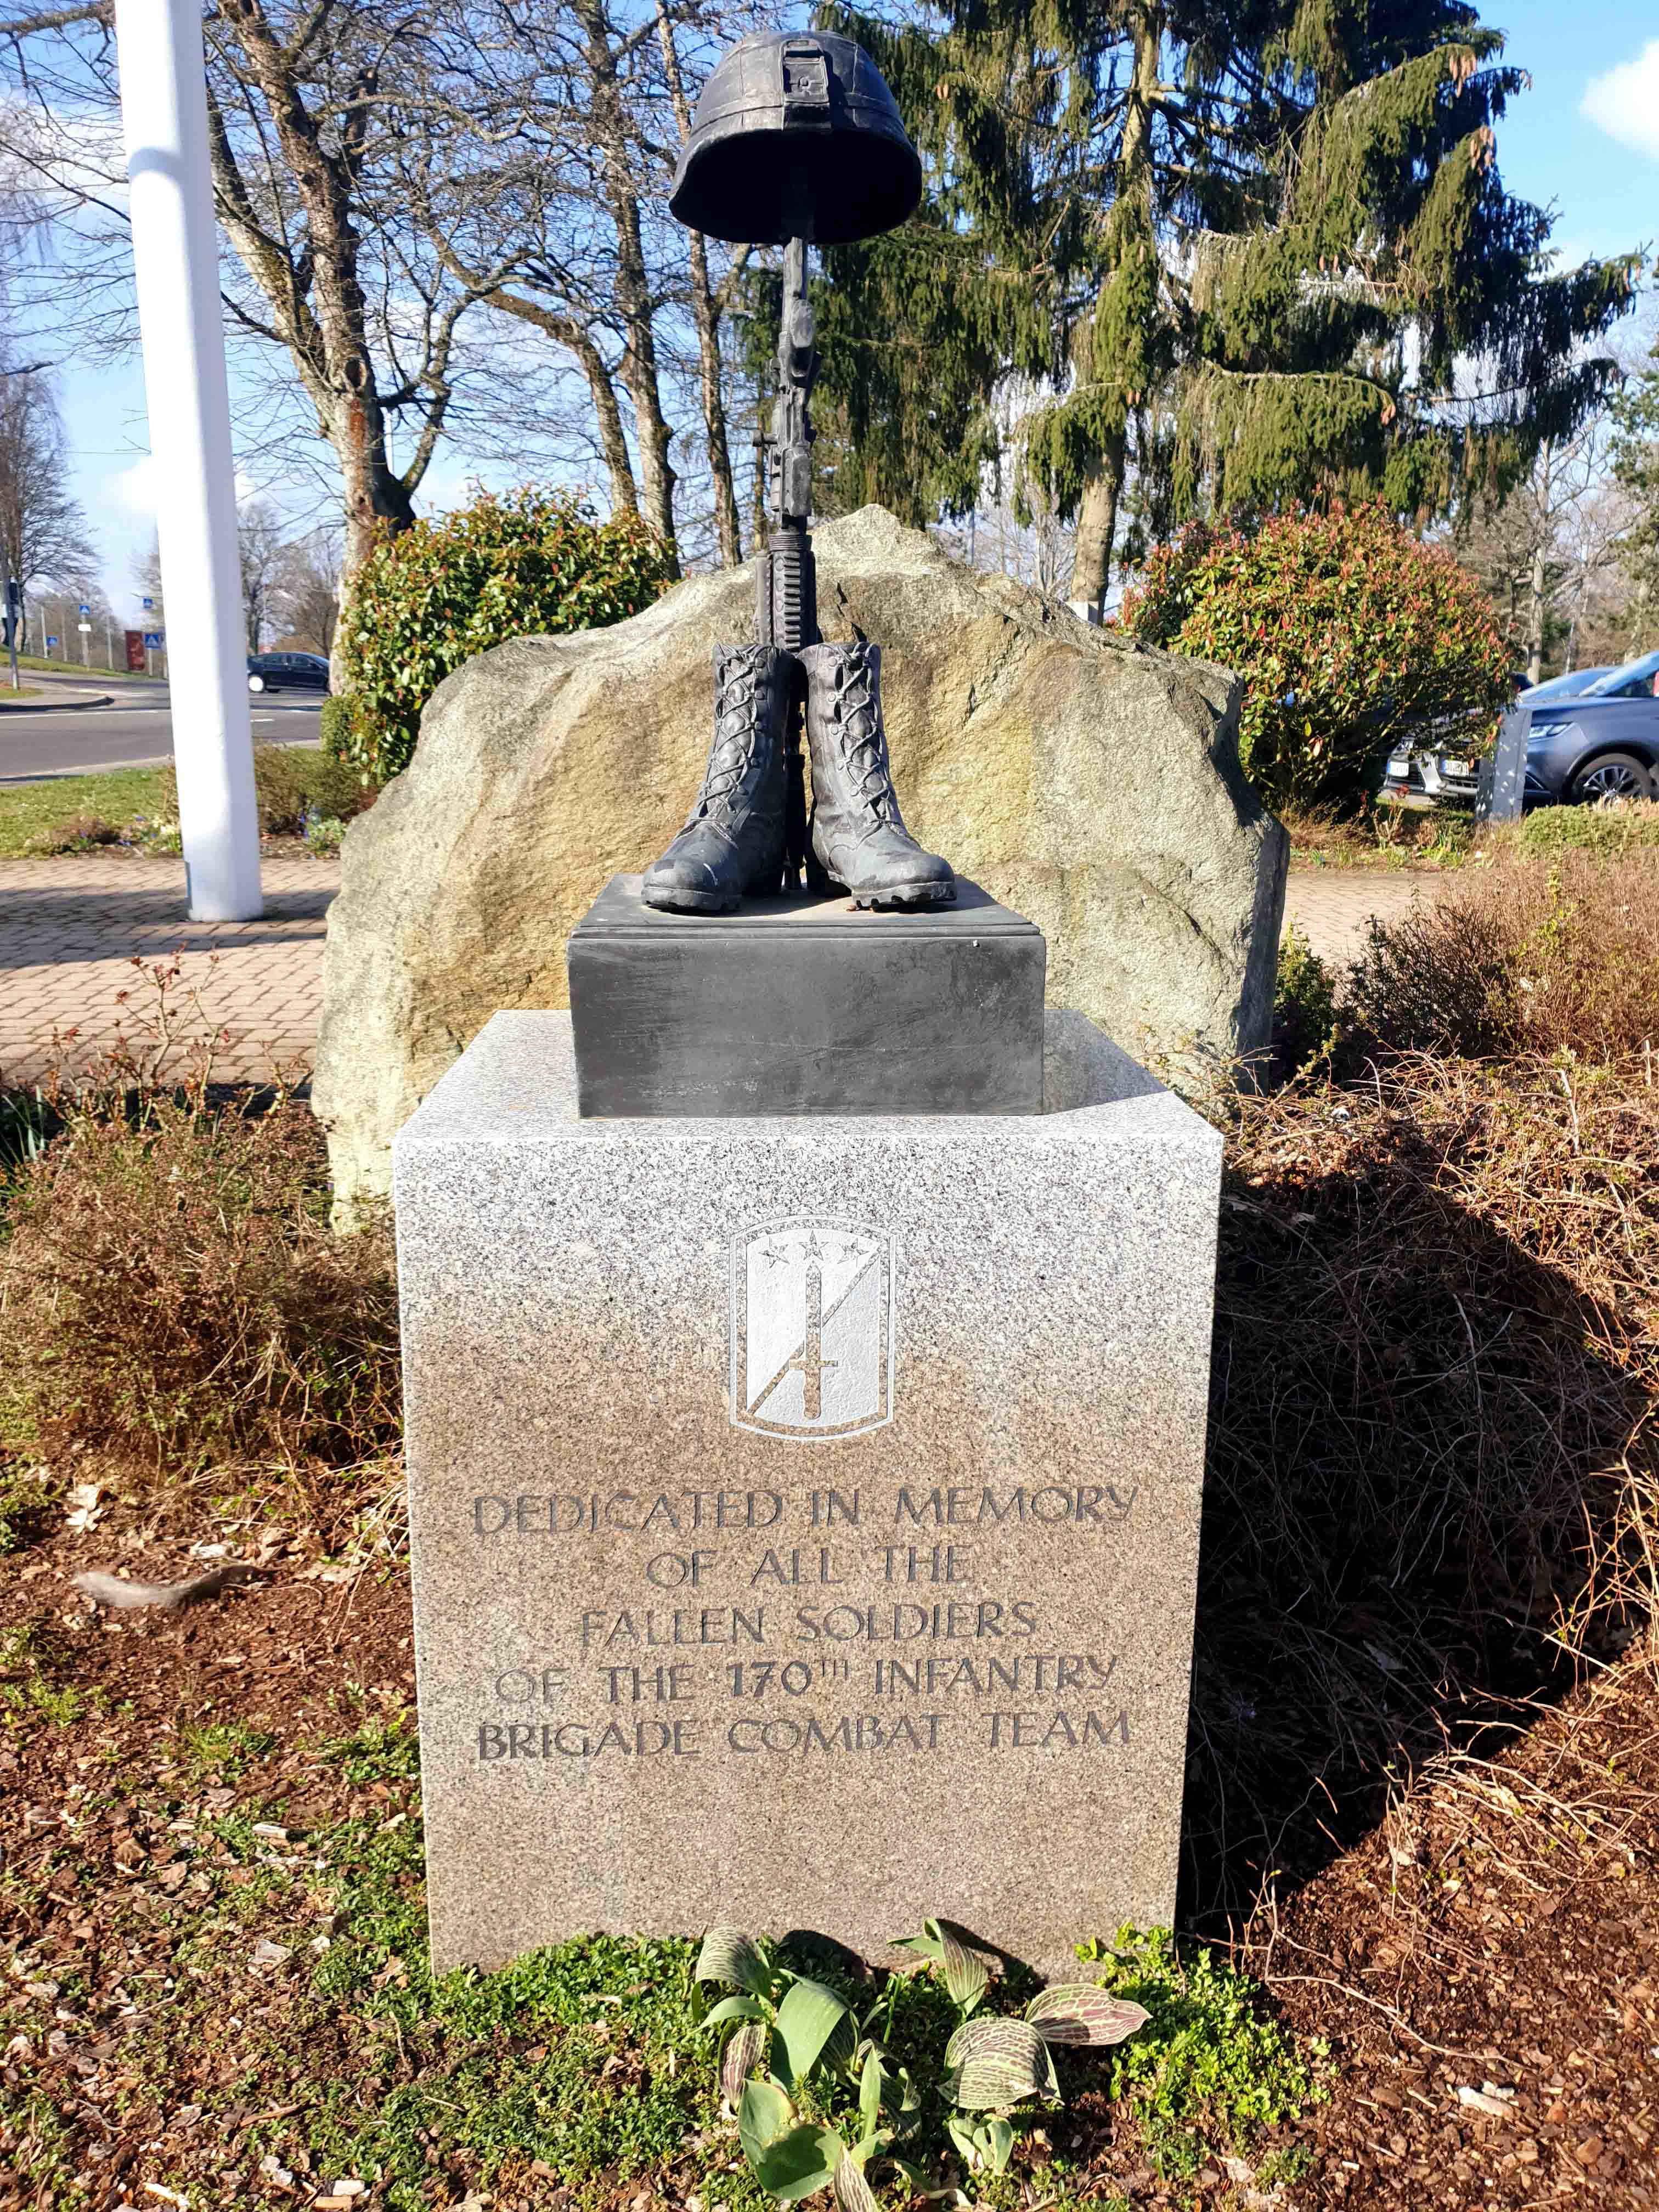 DEDICATED IN MEMORY
OF ALL THE
FALLEN SOLDIERS
OF THE 170TH INFANTRY
BRIGADE COMBAT TEAM